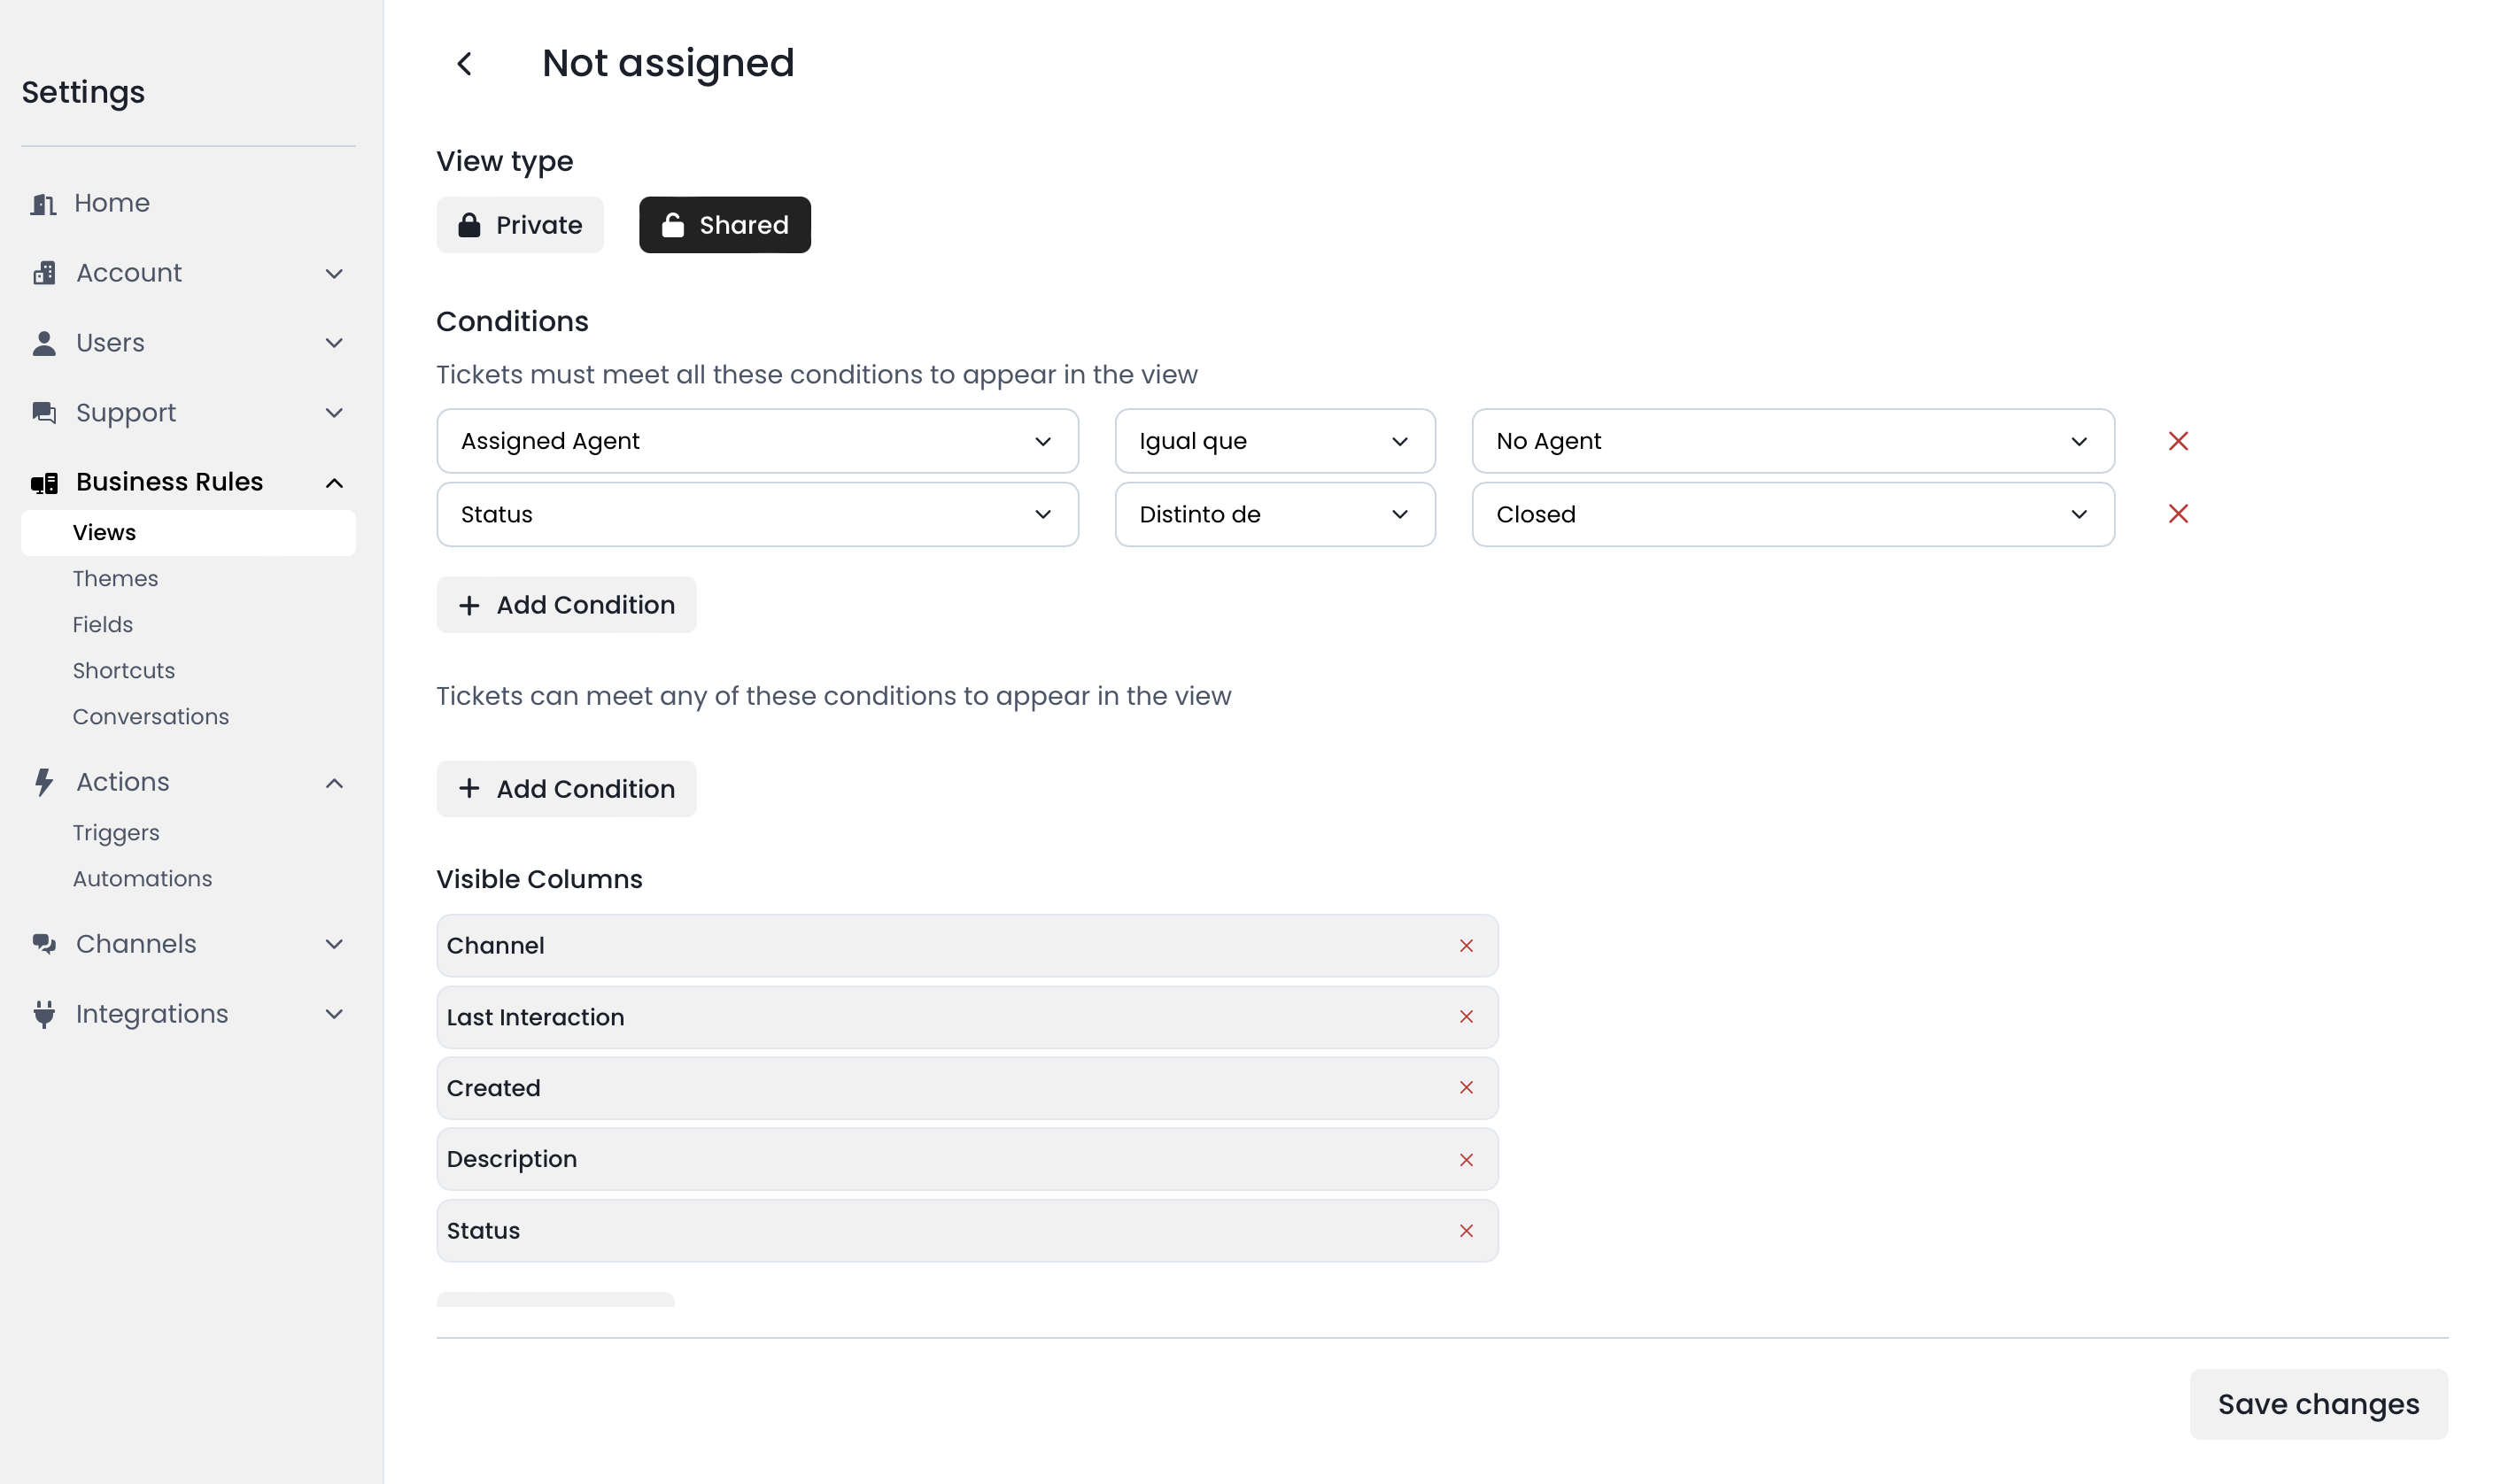 Settings
Home
Account
Users
Support
Business Rules
Views
Themes
Fields
Shortcuts
Conversations
Actions
Triggers
Automations
Channels
Integrations
Not assigned
View type
Private
Shared
Conditions
Tickets must meet all these conditions to appear in the view
Assigned Agent Igual que No Agent
Status Distinto de Closed
Add Condition
Tickets can meet any of these conditions to appear in the view
Add Condition
Visible Columns
Channel
Last Interaction
Created
Description
Status
Save changes